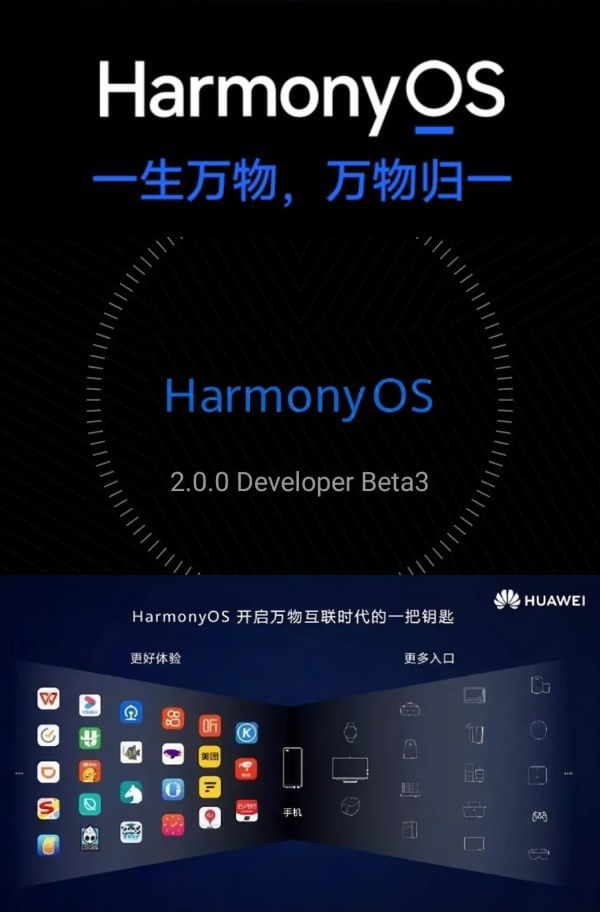 HarmonyOS
一生万物，万物归一
HarmonyOS
2.0.0 Developer Beta3
HUAWEI
HarmonyOS 开启万物互联时代的一把钥匙
更好体验
更多入口
听
美团
手机